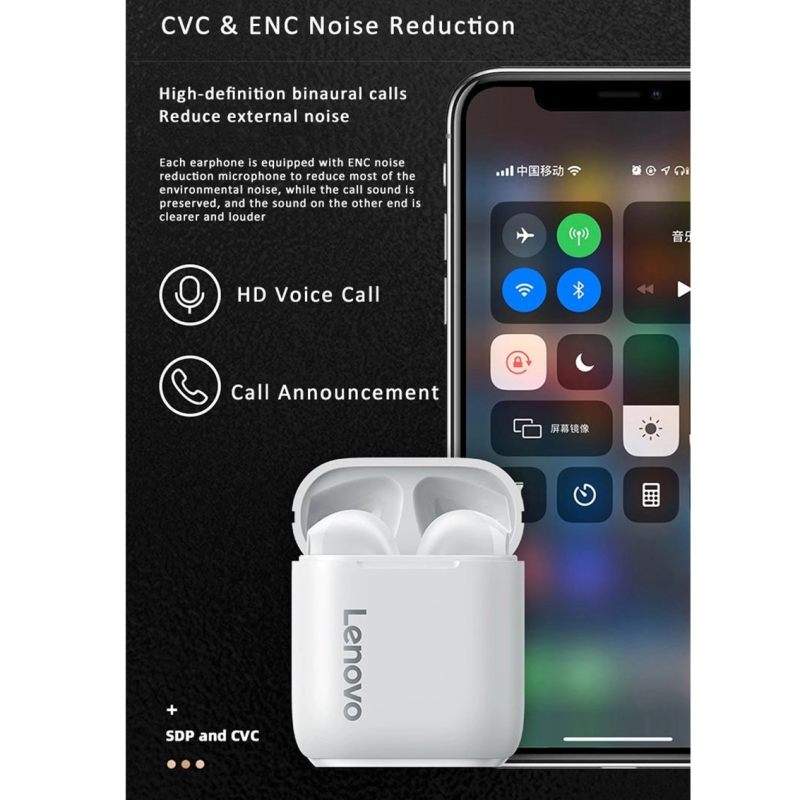 CVC & ENC Noise Reduction
High-definition binaural calls
Reduce external noise
Each earphone is equipped with ENC noise
reduction microphone to reduce most of the
environmental noise, while the call sound is
preserved, and the sound on the other end is
clearer and louder
HD Voice Call
Call Announcement
中国移动
音乐
屏幕镜像
Lenovo
SDP and CVC